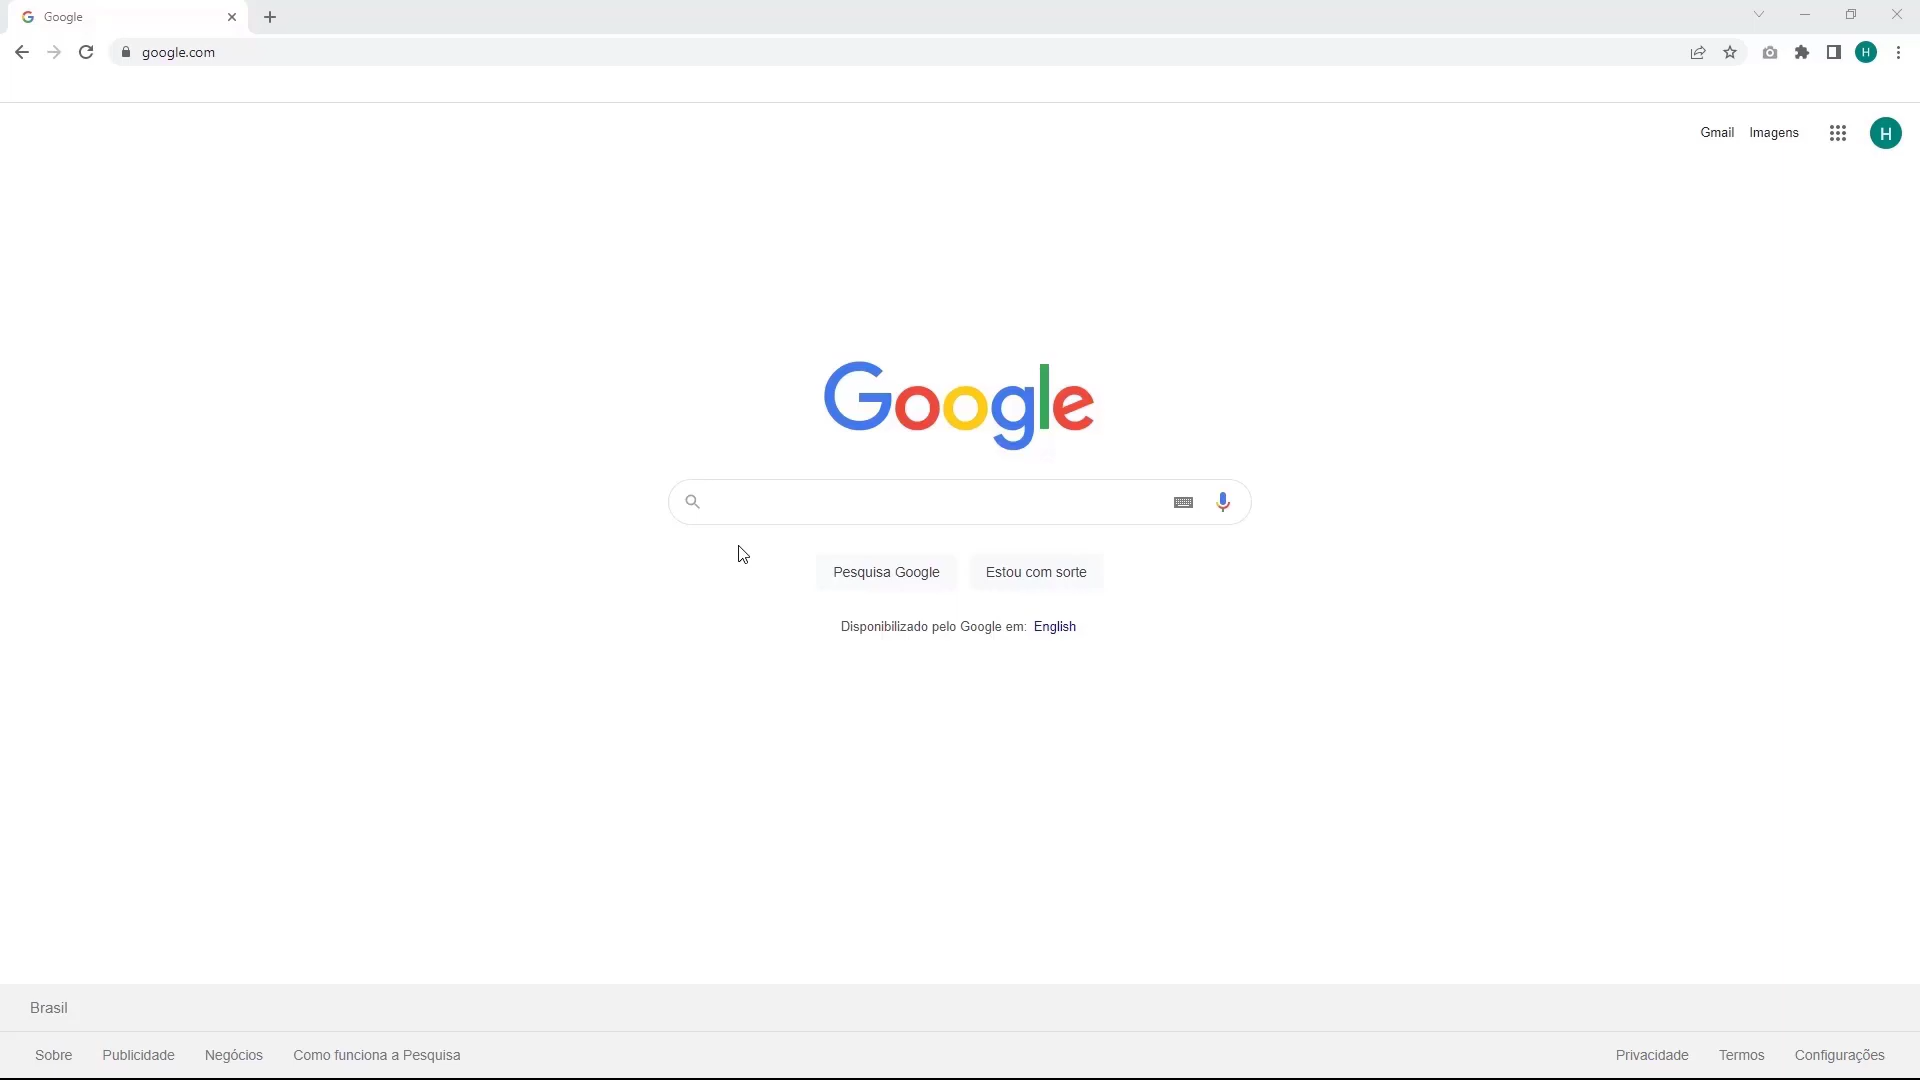 Google
google.com
H
Gmail Imagens
H
Google
Pesquisa Google Estou com sorte
Disponibilizado pelo Google em: English
Brasil
Sobre Publicidade Negócios Como funciona a Pesquisa Privacidade Termos Configurações